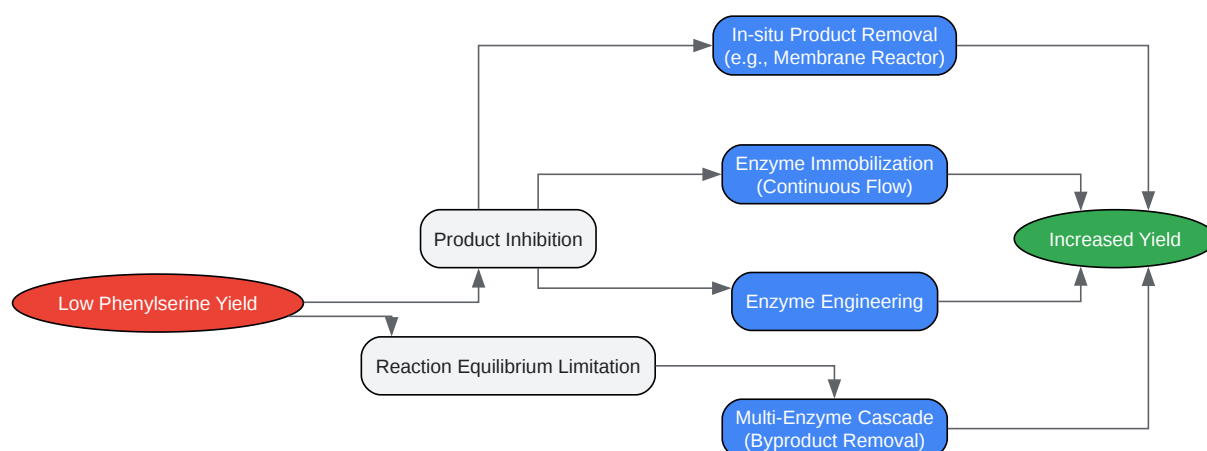 In-situ Product Removal
(e.g., Membrane Reactor)
Enzyme Immobilization
(Continuous Flow)
Product Inhibition
Increased Yield
Low Phenylserine Yield
Enzyme Engineering
Reaction Equilibrium Limitation
Multi-Enzyme Cascade
(Byproduct Removal)